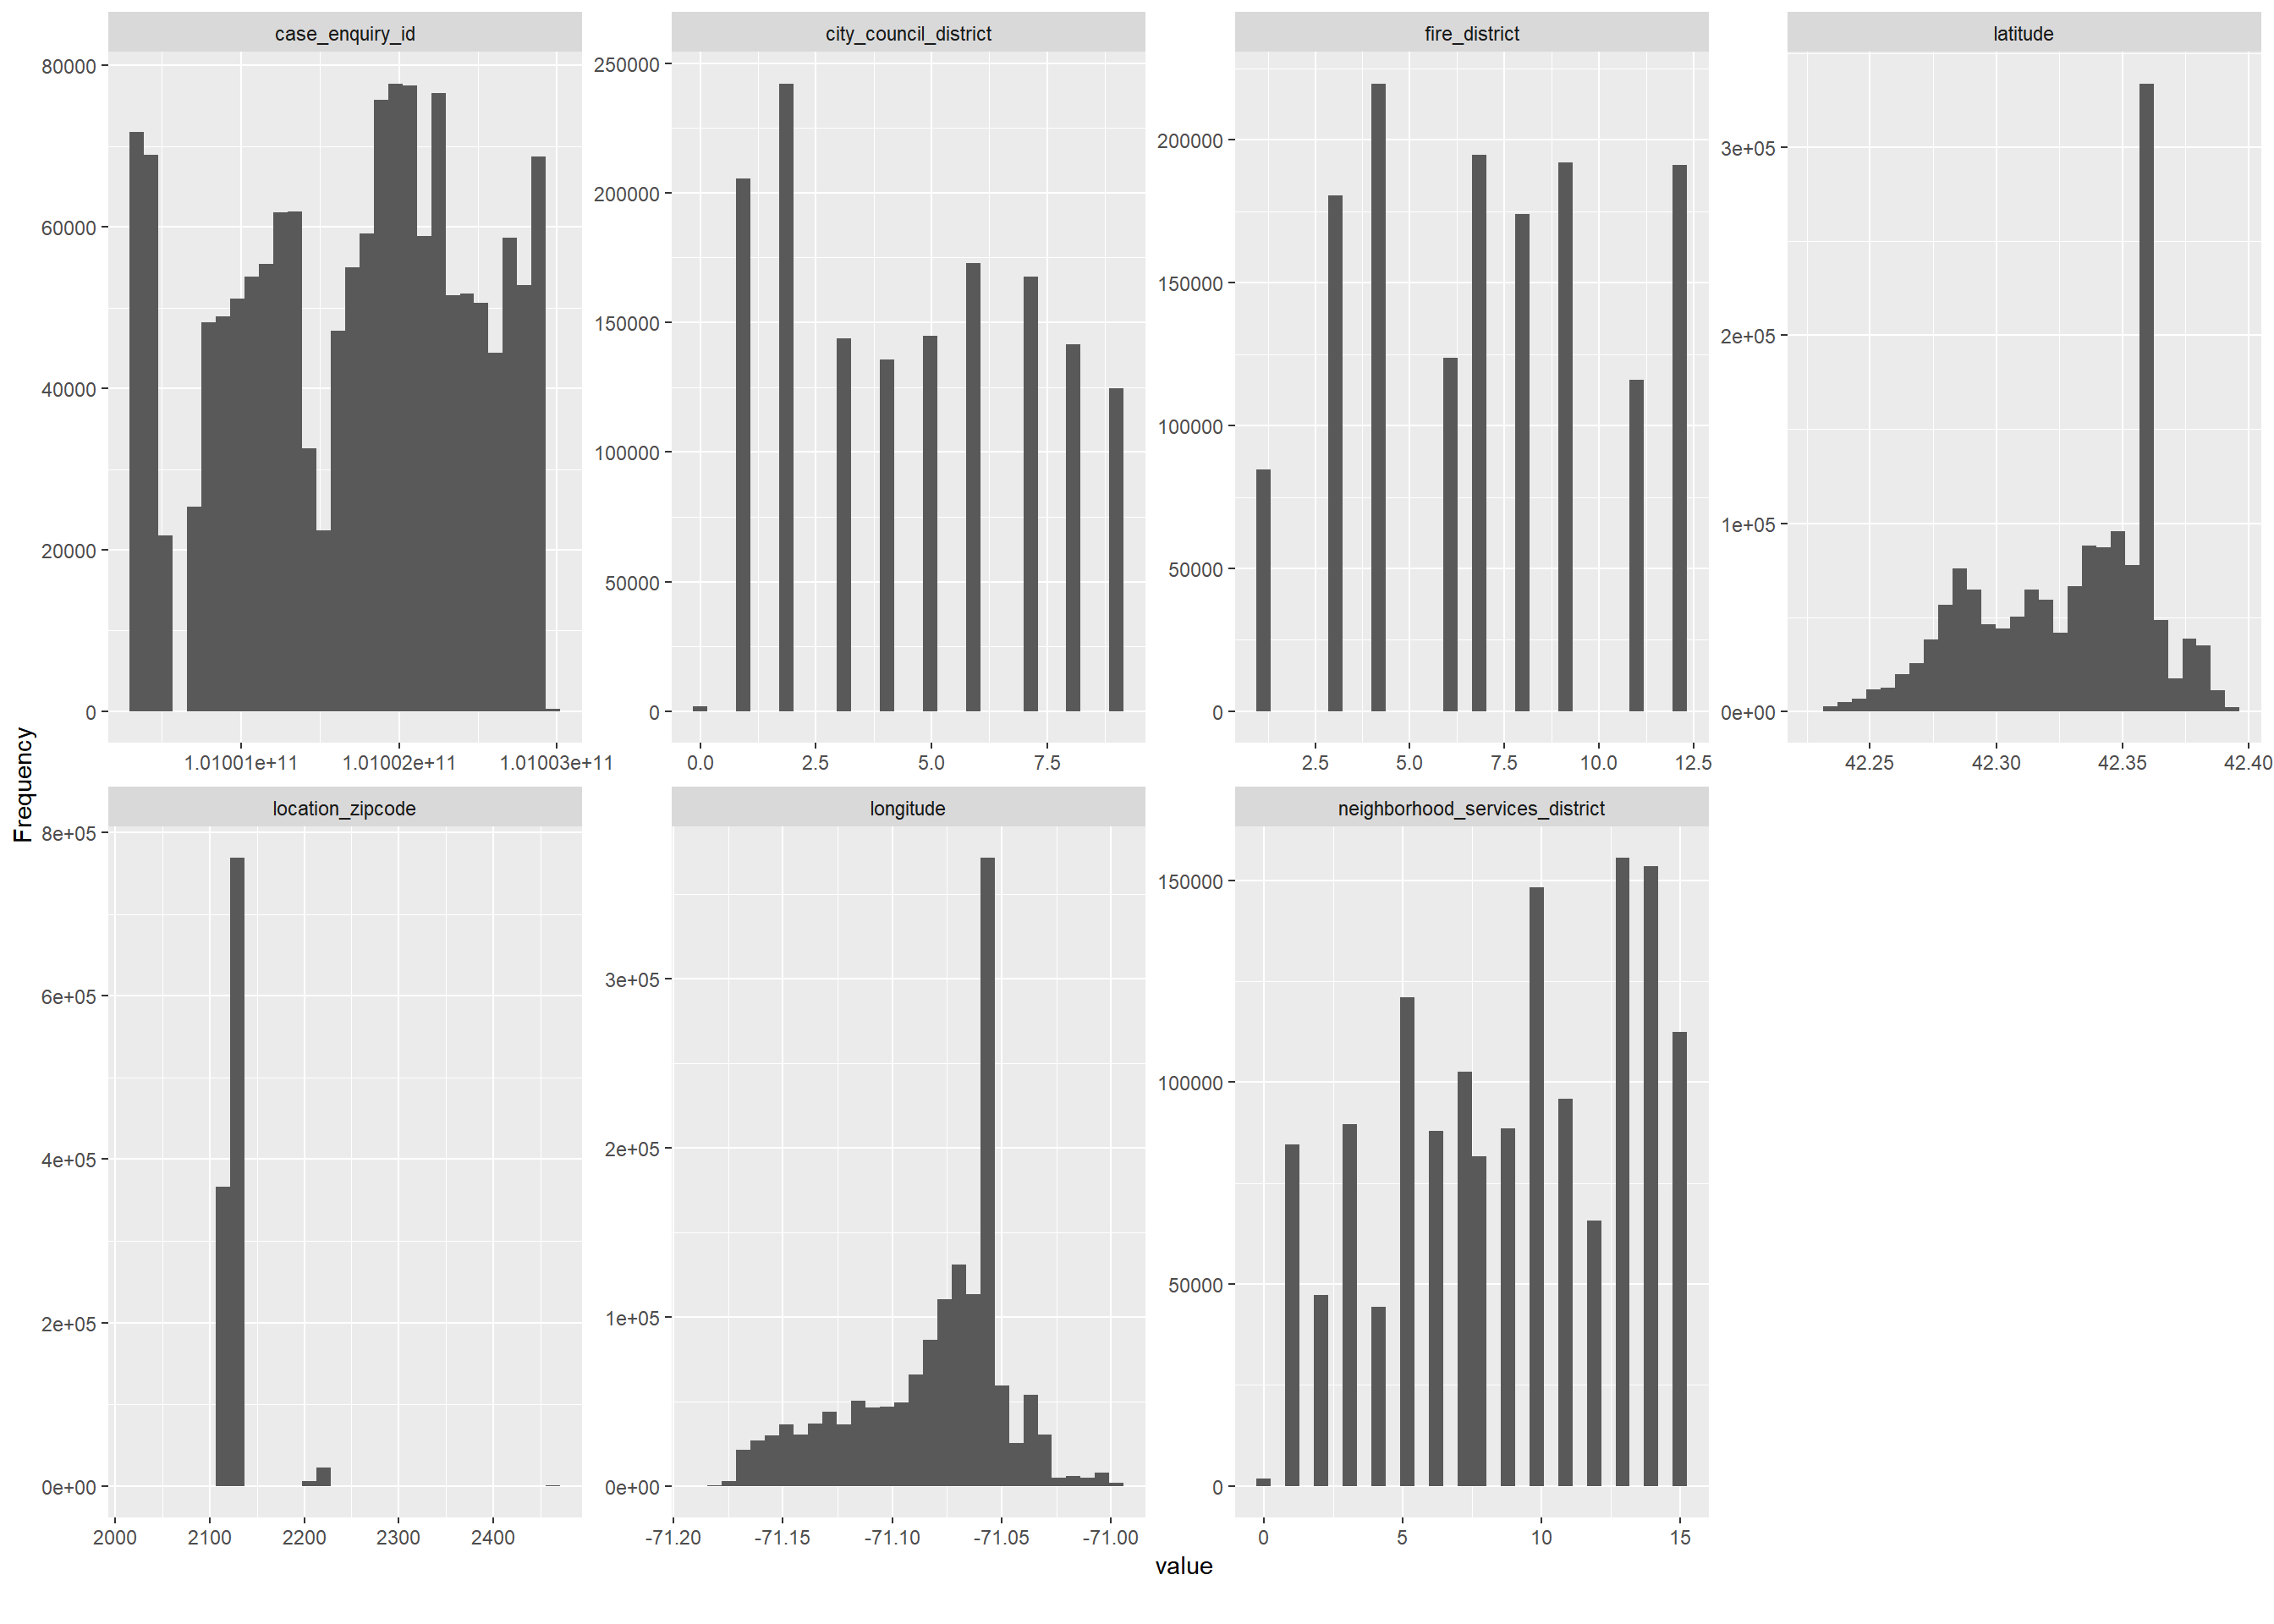 case_enquiry_id
city_council_district
fire_district
latitude
80000
60000
40000
20000
0
1.01001e+11
1.01002e+11
1.01003e+11
250000
200000
150000
100000
50000
0
0.0
2.5
5.0
7.5
200000
150000
100000
50000
0
2.5
5.0
7.5
10.0
12.5
3e+05
2e+05
1e+05
0e+00
42.25
42.30
42.35
42.40
Frequency
location_zipcode
longitude
neighborhood_services_district
8e+05
6e+05
4e+05
2e+05
0e+00
2000
2100
2200
2300
2400
3e+05
2e+05
1e+05
0e+00
-71.20
-71.15
-71.10
-71.05
-71.00
150000
100000
50000
0
0
5
10
15
value